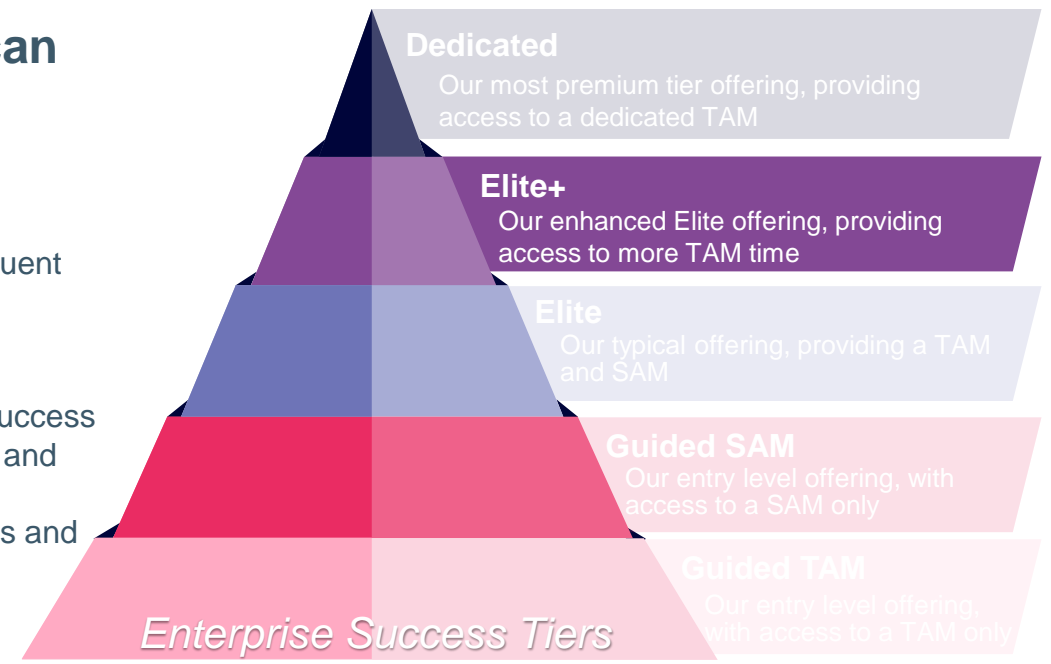 an
Dedicated
Our most premium tier offering, providing
access to a dedicated TAM
Elite+
Our enhanced Elite offering, providing
access to more TAM time
uent
Elite
Our typical offering, providing a TAM
and SAM
uccess
and
Guided SAM
Our entry level offering, with
access to a SAM only
s and
Guided TAM
Our entry level offering,
with access to a TAM only
Enterprise Success Tiers